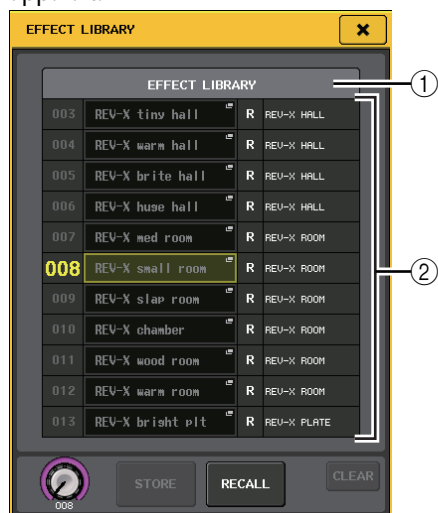 EFFECT LIBRARY
EFFECT LIBRARY
003 REV-X tiny hall R REV-X HALL
004 REV-X warm hall R REV-X HALL
005 REV-X brite hall R REV-X HALL
006 REV-X huge hall R REV-X HALL
007 REV-X med room R REV-X ROOM
008 REV-X small room R REV-X ROOM
009 REV-X slap room R REV-X ROOM
010 REV-X chamber R REV-X ROOM
011 REV-X wood room R REV-X ROOM
012 REV-X warm room R REV-X ROOM
013 REV-X bright plt R REV-X PLATE
008 STORE RECALL CLEAR
1
2